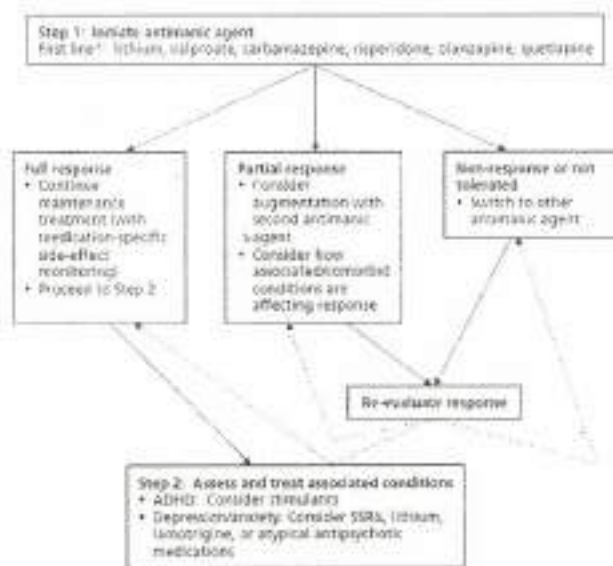 Step 1: Initiate antimanic agent
First line* lithium, valproate, carbamazepine, risperidone, olanzapine, quetiapine
Full response
• Continue
maintenance
treatment (with
medication-specific
side-effect
monitoring)
• Proceed to Step 2
Partial response
• Consider
augmentation with
second antimanic
agent
• Consider how
associated/comorbid
conditions are
affecting response
Non-response or not
tolerated
• Switch to other
antimanic agent
Re-evaluate response
Step 2: Assess and treat associated conditions
• ADHD: Consider stimulants
• Depression/anxiety: Consider SSRIs, lithium,
lamotrigine, or atypical antipsychotic
medications